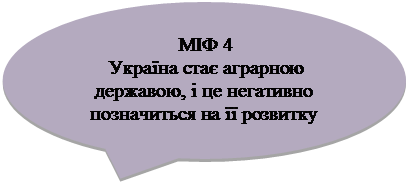 МІФ 4
Україна стає аграрною
державою, і це негативно
позначиться на її розвитку